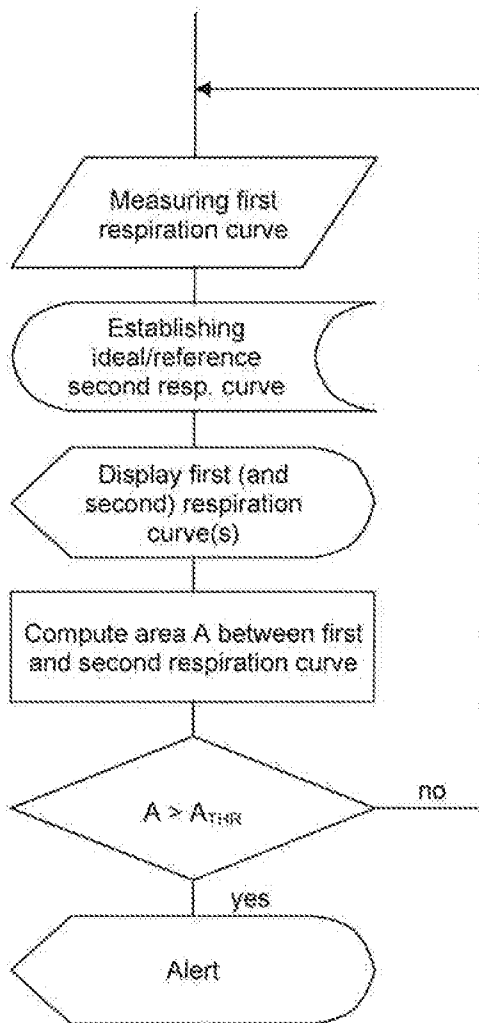 Measuring first
respiration curve
Establishing
ideal/reference
second resp. curve
Display first (and
second) respiration
curve(s)
Compute area A between first
and second respiration curve
A > A_THR
no
yes
Alert